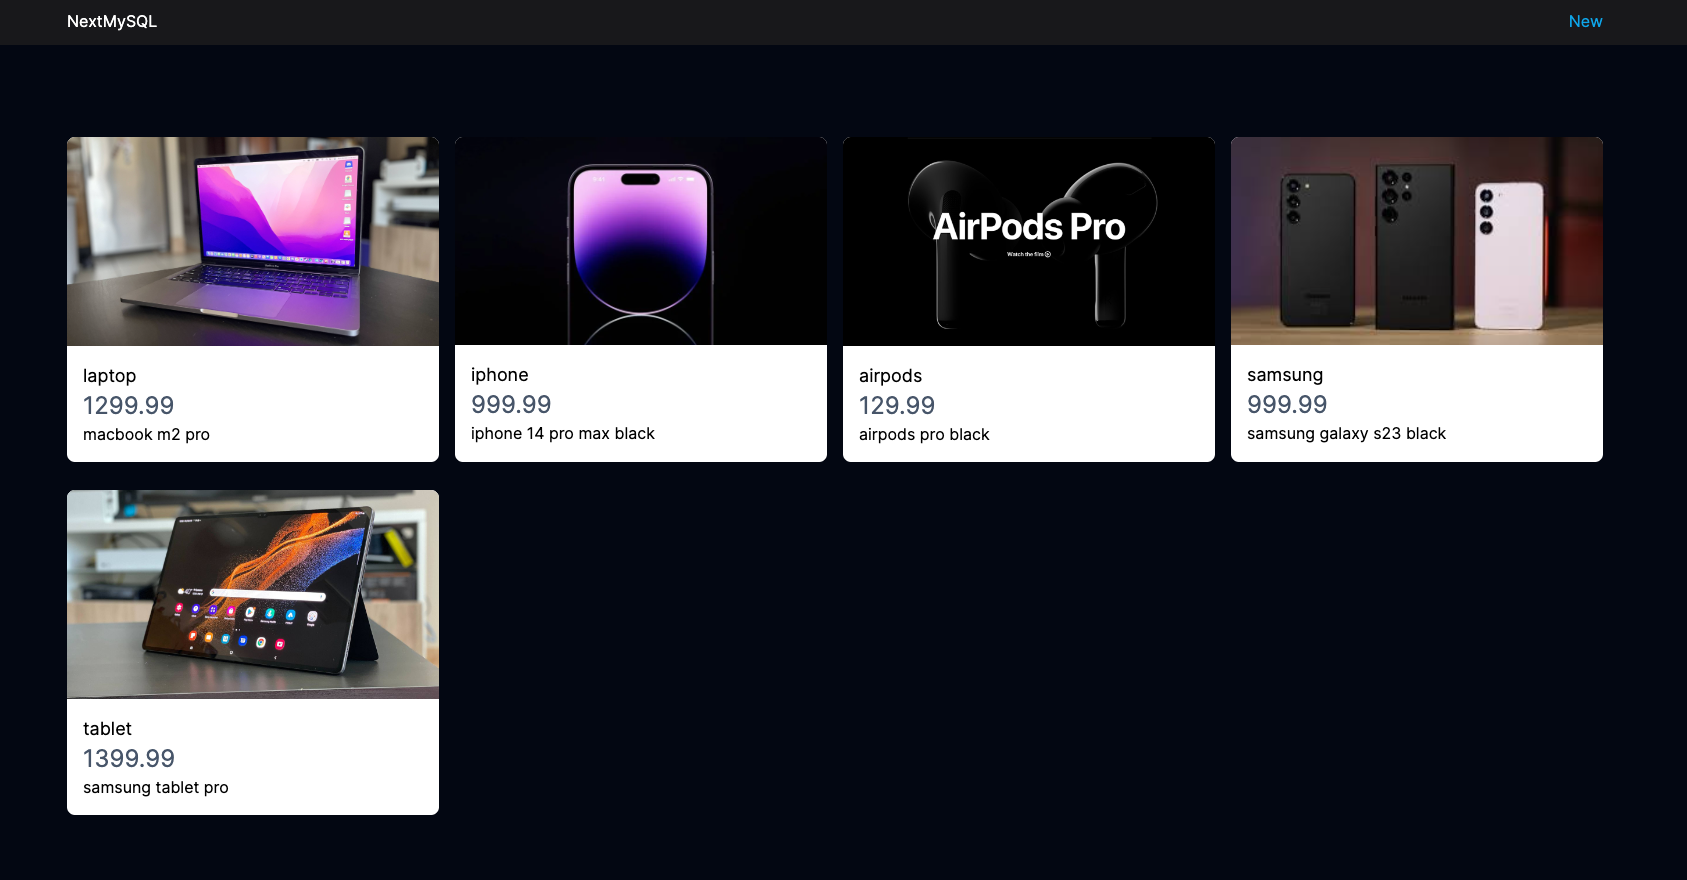 NextMySQL
New
AirPods Pro
Watch the film
laptop
1299.99
macbook m2 pro
iphone
999.99
iphone 14 pro max black
airpods
129.99
airpods pro black
samsung
999.99
samsung galaxy s23 black
tablet
1399.99
samsung tablet pro